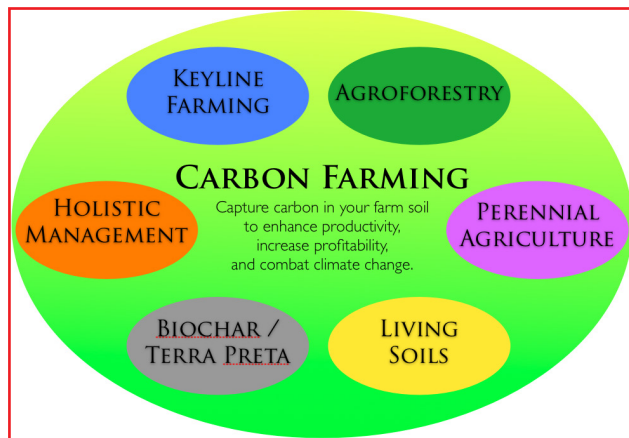 KEYLINE
FARMING
AGROFORESTRY
CARBON FARMING
Capture carbon in your farm soil
to enhance productivity,
increase profitability,
and combat climate change.
HOLISTIC
MANAGEMENT
PERENNIAL
AGRICULTURE
BIOCHAR /
TERRA PRETA
LIVING
SOILS